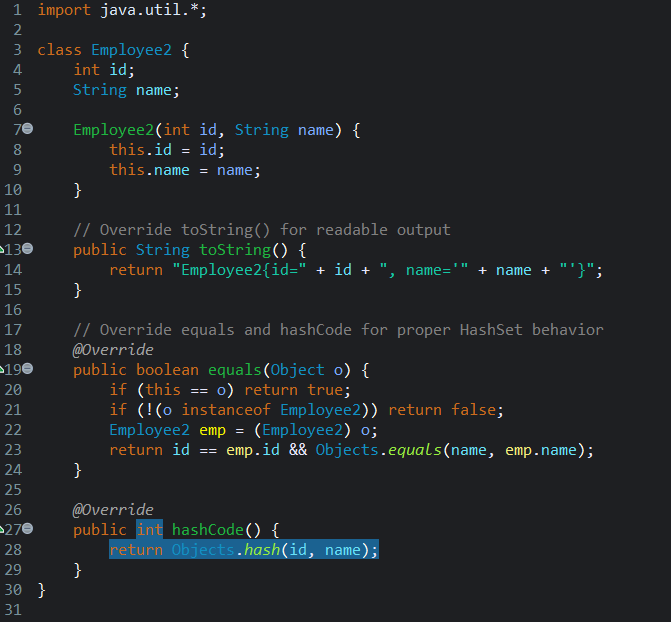 1 import java.util.*;
2
3 class Employee2 {
4     int id;
5     String name;
6
7     Employee2(int id, String name) {
8         this.id = id;
9         this.name = name;
10     }
11
12     // Override toString() for readable output
13     public String toString() {
14         return "Employee2{id=" + id + ", name='" + name + "'}";
15     }
16
17     // Override equals and hashCode for proper HashSet behavior
18     @Override
19     public boolean equals(Object o) {
20         if (this == o) return true;
21         if (!(o instanceof Employee2)) return false;
22         Employee2 emp = (Employee2) o;
23         return id == emp.id && Objects.equals(name, emp.name);
24     }
25
26     @Override
27     public int hashCode() {
28         return Objects.hash(id, name);
29     }
30 }
31